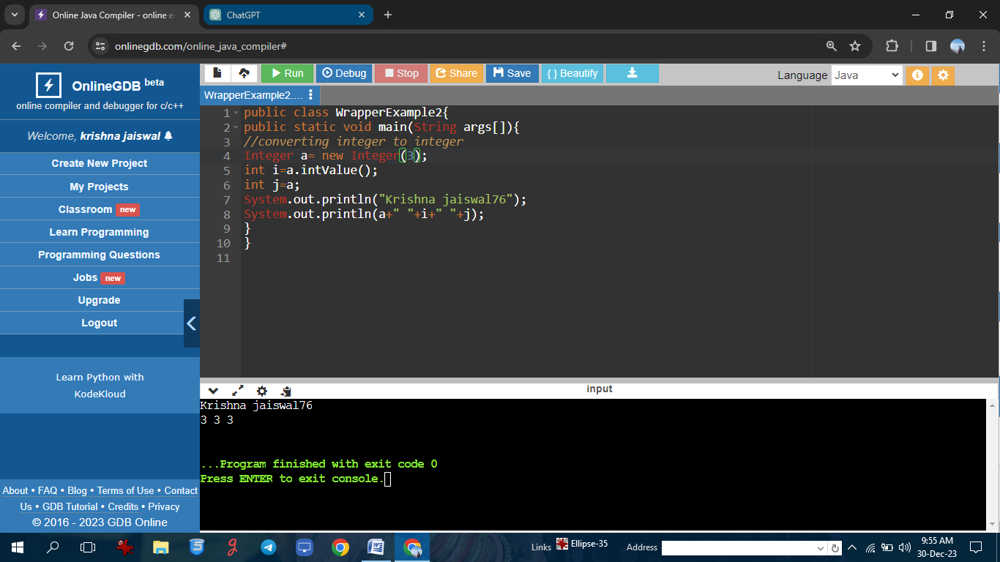 Online Java Compiler - online e
ChatGPT
onlinegdb.com/online_java_compiler#
OnlineGDB beta
online compiler and debugger for c/c++
Welcome, krishna jaiswal
Create New Project
My Projects
Classroom new
Learn Programming
Programming Questions
Jobs new
Upgrade
Logout
Learn Python with
KodeKloud
About • FAQ • Blog • Terms of Use • Contact
Us • GDB Tutorial • Credits • Privacy
© 2016 - 2023 GDB Online
Run Debug Stop Share Save { } Beautify
Language Java
WrapperExample2....
1 public class WrapperExample2{
2 public static void main(String args[]){
3 //converting integer to integer
4 Integer a= new Integer(3);
5 int i=a.intValue();
6 int j=a;
7 System.out.println("Krishna jaiswal76");
8 System.out.println(a+" "+i+" "+j);
9 }
10 }
11
input
Krishna jaiswal76
3 3 3
...Program finished with exit code 0
Press ENTER to exit console.
Links Ellipse-35 Address
9:55 AM
30-Dec-23